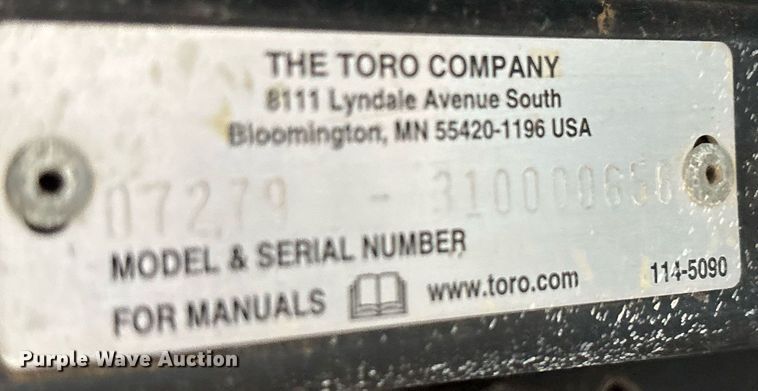 THE TORO COMPANY
8111 Lyndale Avenue South
Bloomington, MN 55420-1196 USA
07279 -
MODEL & SERIAL NUMBER
FOR MANUALS www.toro.com 114-5090
Purple Wave Auction